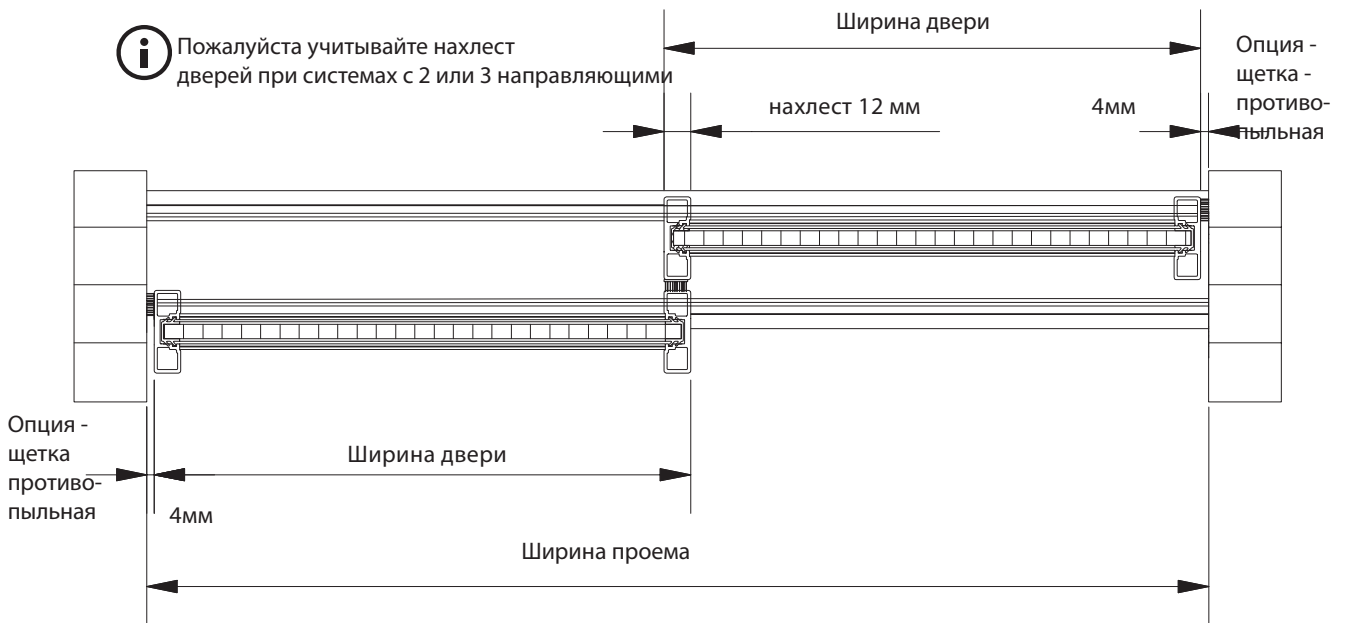 Ширина двери
Пожалуйста учитывайте нахлест
дверей при системах с 2 или 3 направляющими
Опция -
щетка -
противо-
пыльная
нахлест 12 мм
4мм
Опция -
щетка
противо-
пыльная
Ширина двери
4мм
Ширина проема